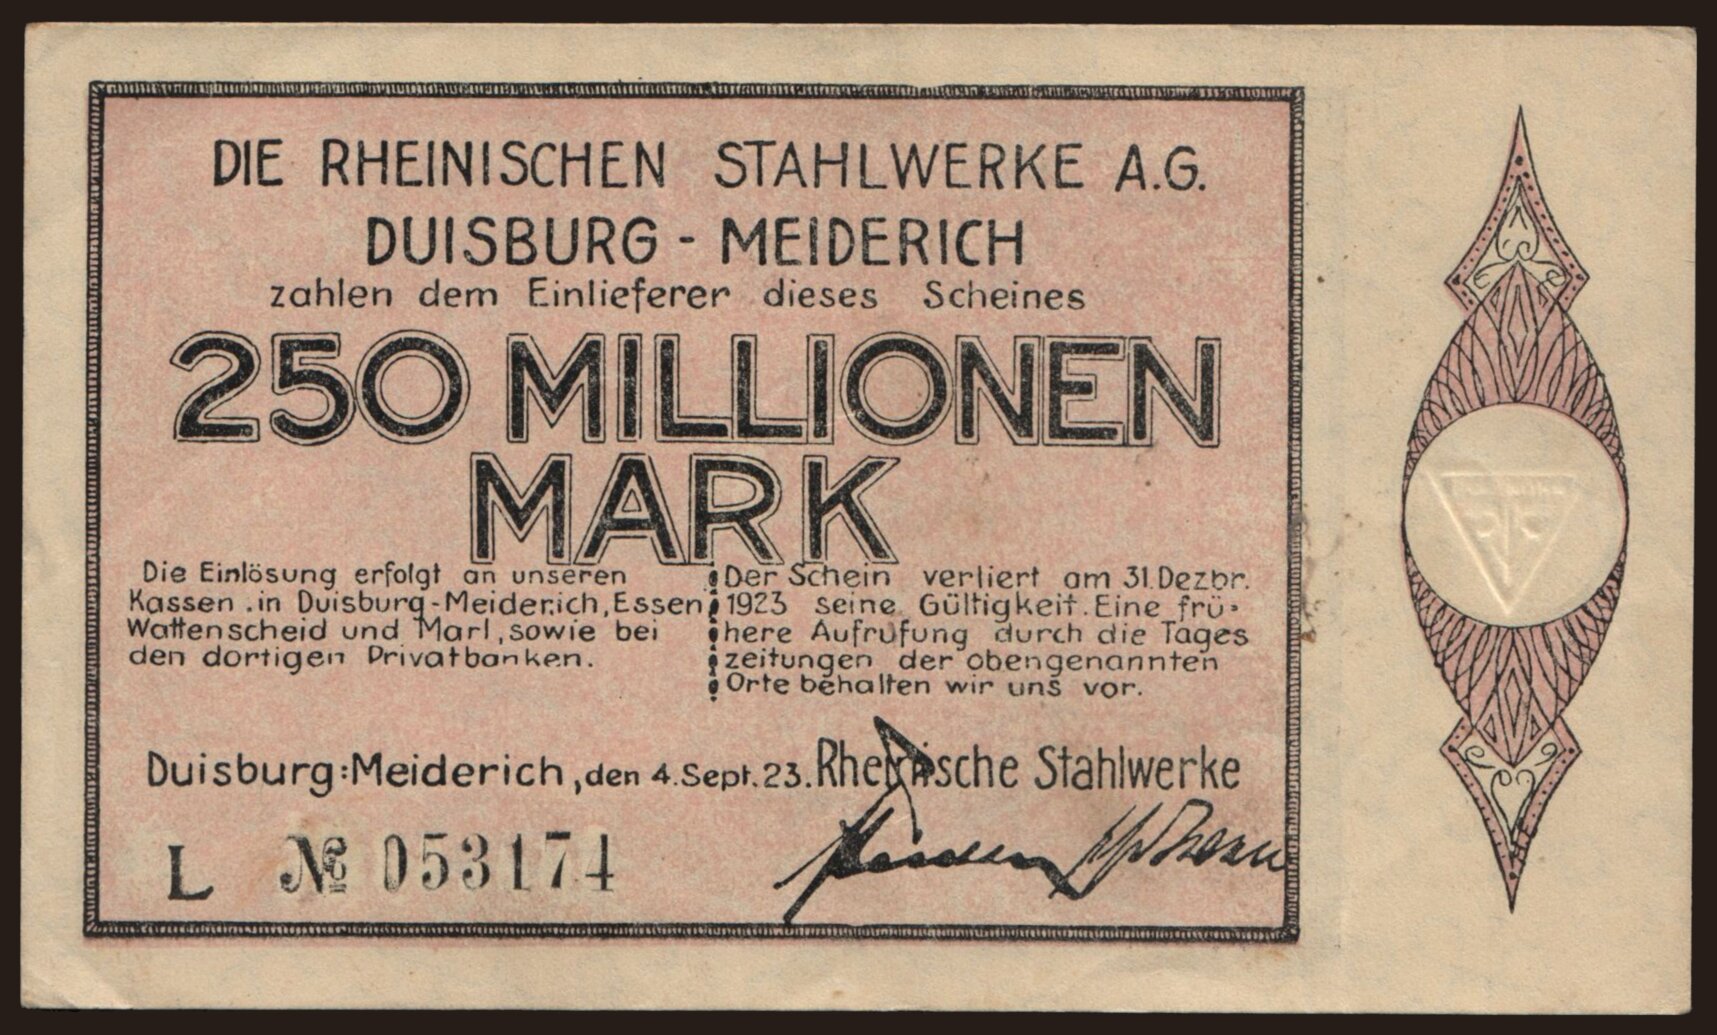 DIE RHEINISCHEN STAHLWERKE A.G.
DUISBURG - MEIDERICH
zahlen dem Einlieferer dieses Scheines
250 MILLIONEN
MARK
Die Einlösung erfolgt an unseren
Kassen in Duisburg-Meiderich, Essen
Wattenscheid und Marl, sowie bei
den dortigen Privatbanken.
Der Schein verliert am 31. Dezbr.
1923 seine Gültigkeit. Eine frü-
here Aufrufung durch die Tages
zeitungen der obengenannten
Orte behalten wir uns vor.
Duisburg-Meiderich, den 4. Sept. 23. Rheinische Stahlwerke
L № 053174